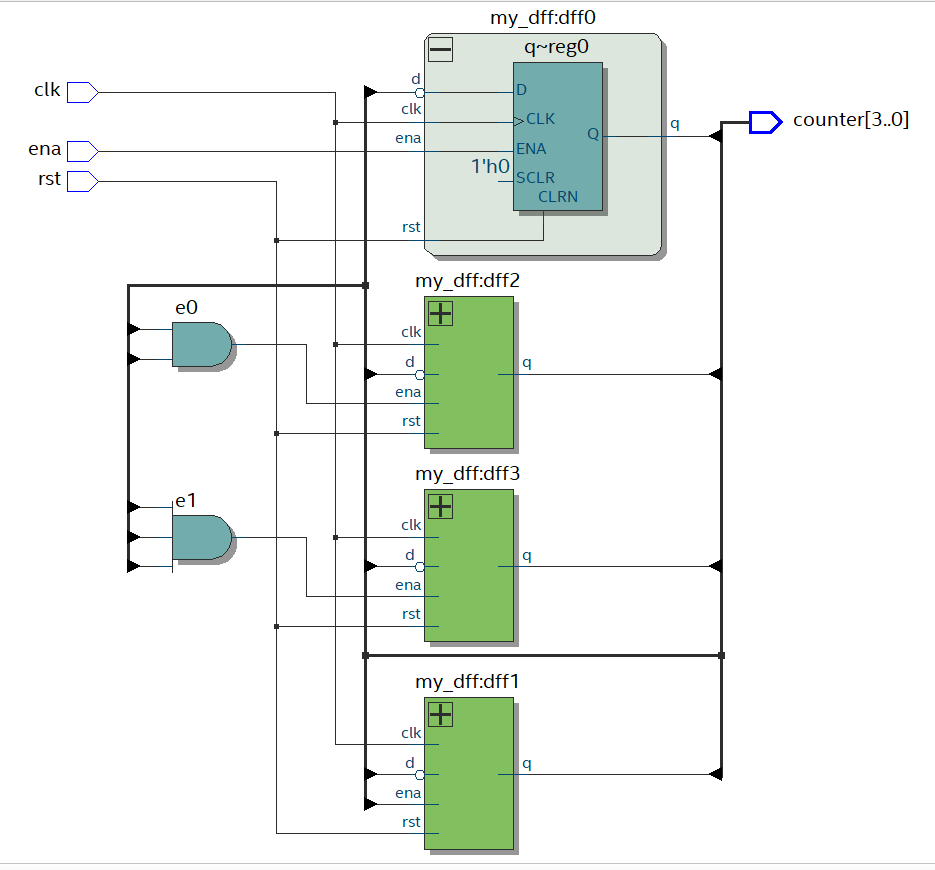 my_dff:dff0
q~reg0
clk
d
D
clk
CLK
counter[3..0]
q
Q
ena
ena
ENA
1'h0
SCLR
rst
CLRN
rst
my_dff:dff2
e0
clk
d
q
ena
rst
my_dff:dff3
e1
clk
d
q
ena
rst
my_dff:dff1
clk
d
q
ena
rst